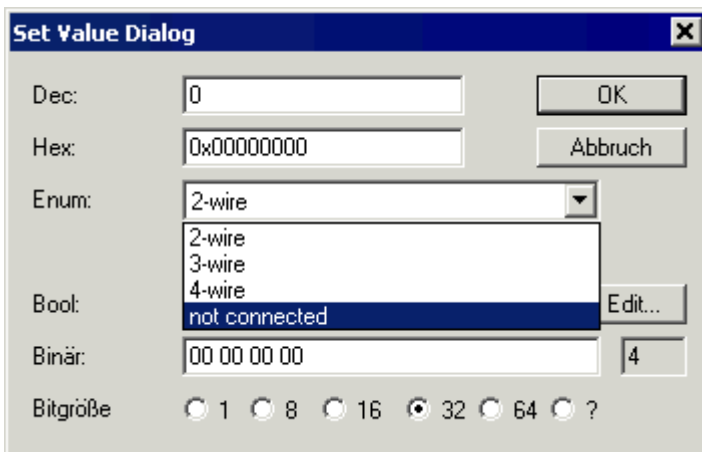 Set Value Dialog
Dec: 0 OK
Hex: 0x00000000 Abbruch
Enum: 2-wire
2-wire
3-wire
4-wire
Bool: not connected Edit...
Binär: 00 00 00 00 4
Bitgröße 1 8 16 32 64 ?